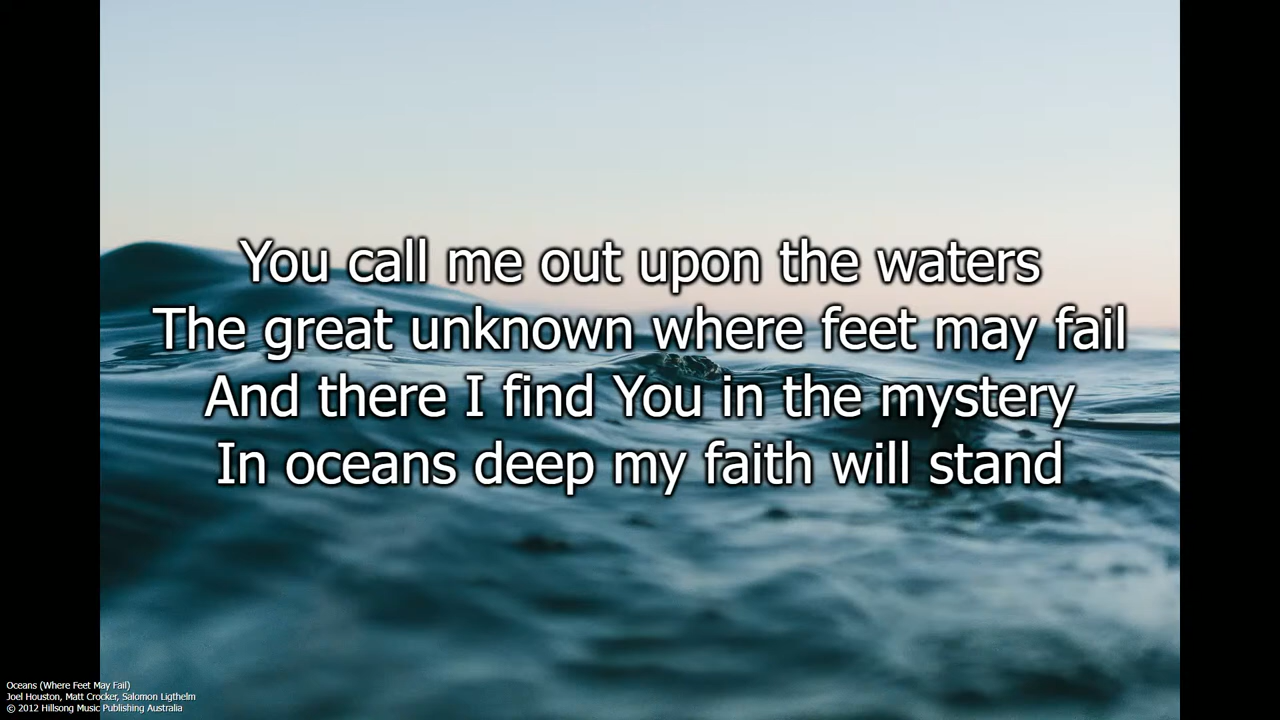 You call me out upon the waters
The great unknown where feet may fail
And there I find You in the mystery
In oceans deep my faith will stand
Oceans (Where Feet May Fail)
Joel Houston, Matt Crocker, Salomon Ligthelm
© 2012 Hillsong Music Publishing Australia